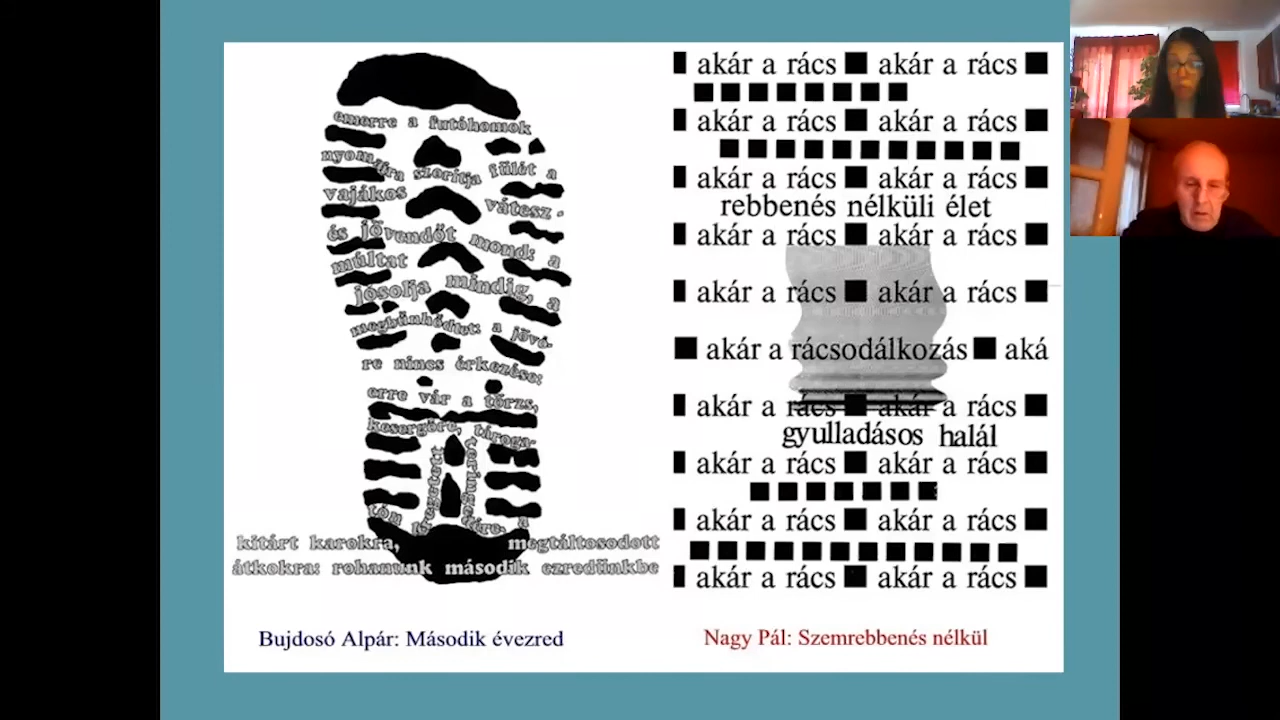 emerre a futóhomok
nyomaira szorítja fülét a
vajákos vátesz -
és jövendőt mond: a
múltat
jósolja mindig, a
megbűnhődtet: a jövő-
re nincs érkezése:
erre vár a törzs,
kesergőre, tároga-
tón
kitárt karokra, megtáltosodott
átkokra: rohanunk második ezredünkbe
Bujdosó Alpár: Második évezred
akár a rács akár a rács
akár a rács akár a rács
akár a rács akár a rács
rebbenés nélküli élet
akár a rács akár a rács
akár a rács akár a rács
akár a rácsodálkozás aká
akár a rács akár a rács
gyulladásos halál
akár a rács akár a rács
akár a rács akár a rács
akár a rács akár a rács
Nagy Pál: Szemrebbenés nélkül